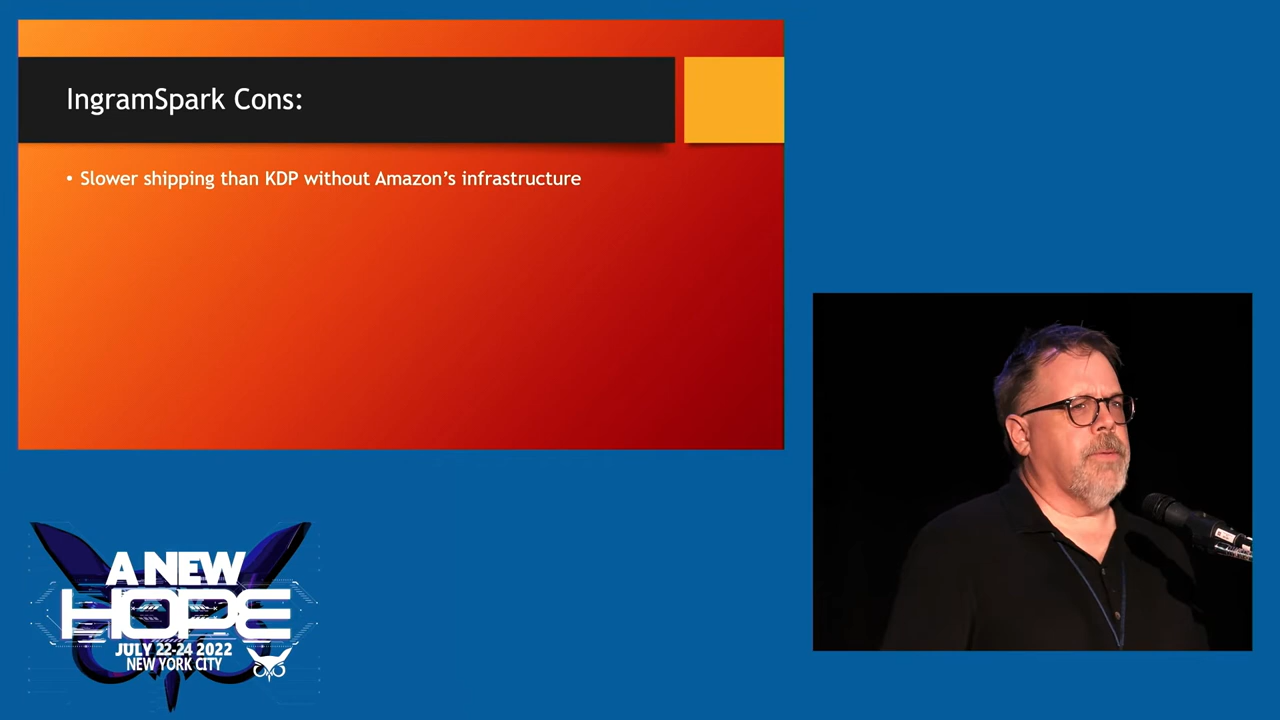 IngramSpark Cons:
• Slower shipping than KDP without Amazon’s infrastructure
A NEW
HOPE
JULY 22-24 2022
NEW YORK CITY